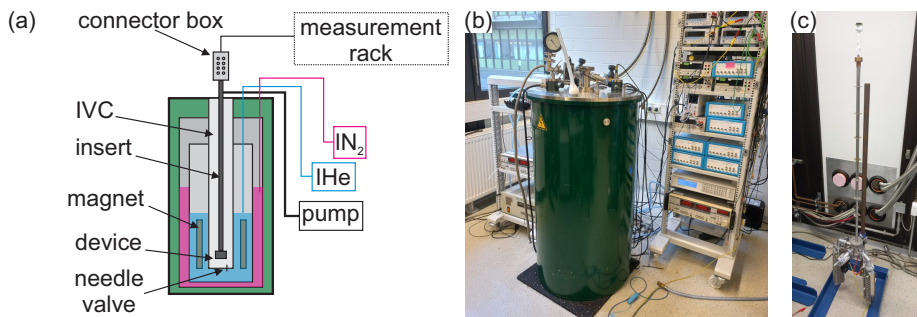 (a)
connector box
measurement
rack
IVC
insert
magnet
device
needle
valve
lN₂
lHe
pump
(b)
(c)